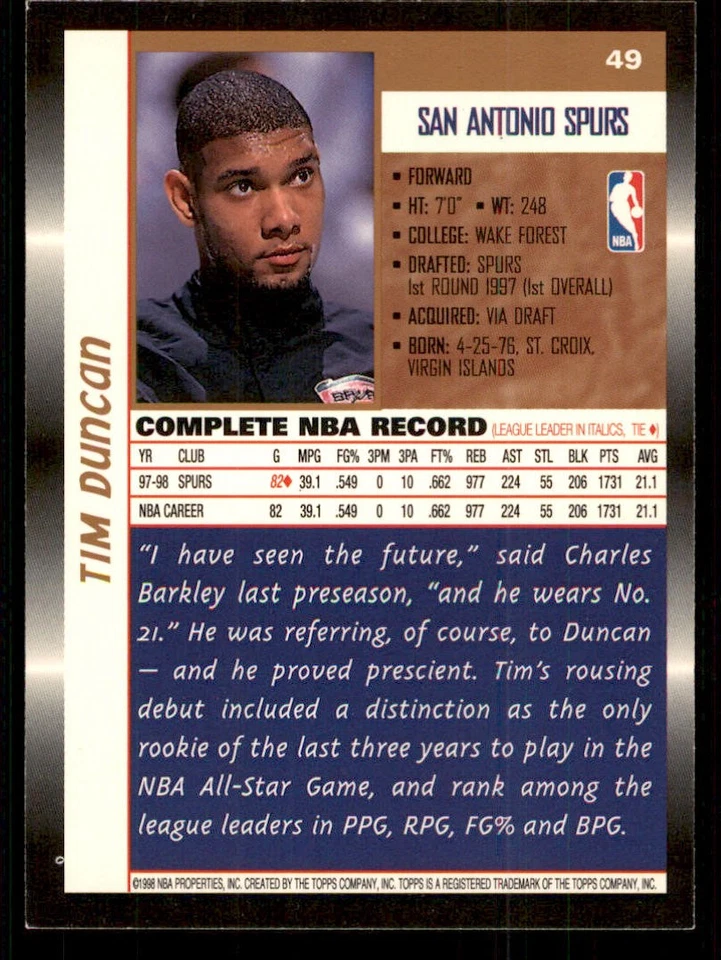 49
SAN ANTONIO SPURS
▪ FORWARD
▪ HT: 7'0" ▪ WT: 248
▪ COLLEGE: WAKE FOREST
▪ DRAFTED: SPURS
1st ROUND 1997 (1st OVERALL)
▪ ACQUIRED: VIA DRAFT
▪ BORN: 4-25-76, ST. CROIX,
VIRGIN ISLANDS
NBA
TIM DUNCAN
COMPLETE NBA RECORD (LEAGUE LEADER IN ITALICS, TIE ♦)
YR CLUB G MPG FG% 3PM 3PA FT% REB AST STL BLK PTS AVG
97-98 SPURS 82♦ 39.1 .549 0 10 .662 977 224 55 206 1731 21.1
NBA CAREER 82 39.1 .549 0 10 .662 977 224 55 206 1731 21.1
"I have seen the future," said Charles
Barkley last preseason, "and he wears No.
21." He was referring, of course, to Duncan
— and he proved prescient. Tim's rousing
debut included a distinction as the only
rookie of the last three years to play in the
NBA All-Star Game, and rank among the
league leaders in PPG, RPG, FG% and BPG.
©1998 NBA PROPERTIES, INC. CREATED BY THE TOPPS COMPANY, INC. TOPPS IS A REGISTERED TRADEMARK OF THE TOPPS COMPANY, INC.